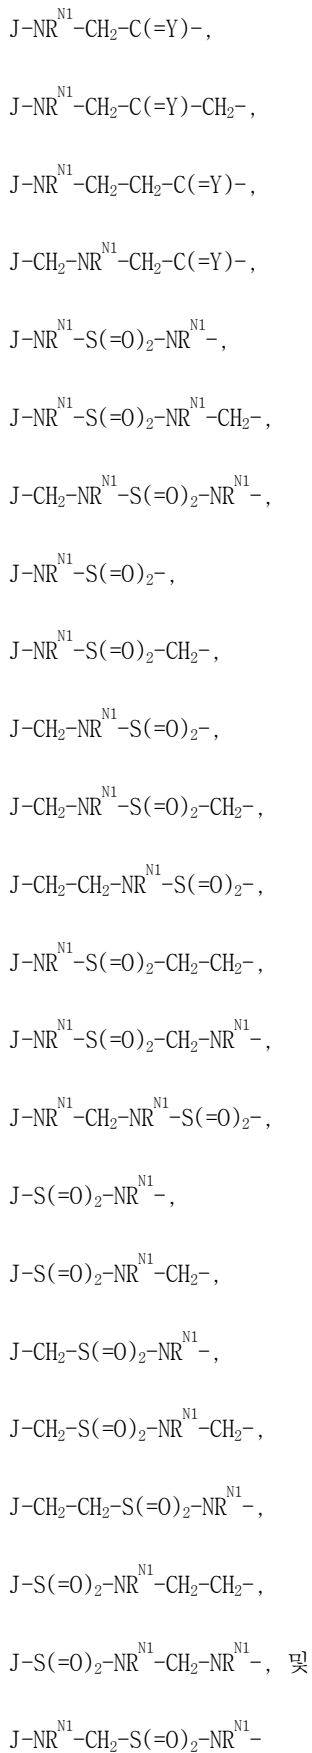 J-NR^N1-CH₂-C(=Y)-,
J-NR^N1-CH₂-C(=Y)-CH₂-,
J-NR^N1-CH₂-CH₂-C(=Y)-,
J-CH₂-NR^N1-CH₂-C(=Y)-,
J-NR^N1-S(=O)₂-NR^N1-,
J-NR^N1-S(=O)₂-NR^N1-CH₂-,
J-CH₂-NR^N1-S(=O)₂-NR^N1-,
J-NR^N1-S(=O)₂-,
J-NR^N1-S(=O)₂-CH₂-,
J-CH₂-NR^N1-S(=O)₂-,
J-CH₂-NR^N1-S(=O)₂-CH₂-,
J-CH₂-CH₂-NR^N1-S(=O)₂-,
J-NR^N1-S(=O)₂-CH₂-CH₂-,
J-NR^N1-S(=O)₂-CH₂-NR^N1-,
J-NR^N1-CH₂-NR^N1-S(=O)₂-,
J-S(=O)₂-NR^N1-,
J-S(=O)₂-NR^N1-CH₂-,
J-CH₂-S(=O)₂-NR^N1-,
J-CH₂-S(=O)₂-NR^N1-CH₂-,
J-CH₂-CH₂-S(=O)₂-NR^N1-,
J-S(=O)₂-NR^N1-CH₂-CH₂-,
J-S(=O)₂-NR^N1-CH₂-NR^N1-, 및
J-NR^N1-CH₂-S(=O)₂-NR^N1-